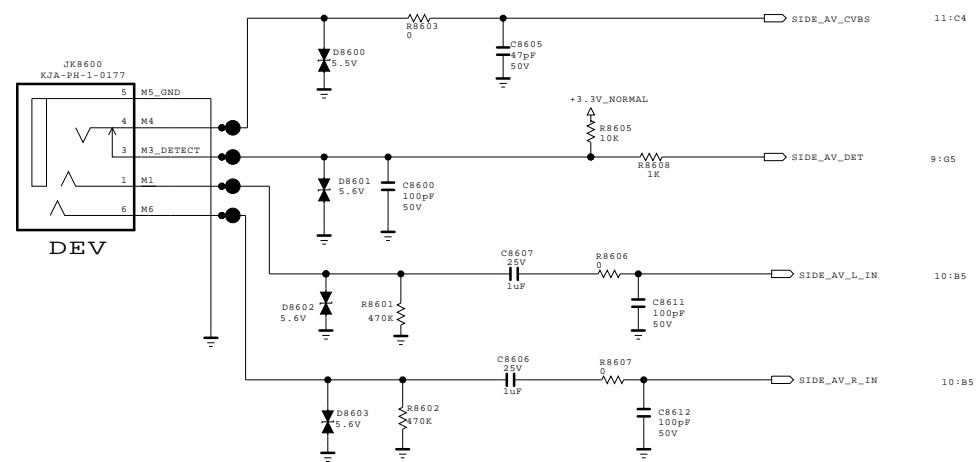 R8603
0
SIDE_AV_CVBS
11:C4
D8600
5.5V
C8605
47pF
50V
JK8600
KJA-PH-1-0177
5 M5_GND
4 M4
3 M3_DETECT
1 M1
6 M6
DEV
+3.3V_NORMAL
R8605
10K
R8608
1K
SIDE_AV_DET
9:G5
D8601
5.6V
C8600
100pF
50V
C8607
25V
1uF
R8606
0
SIDE_AV_L_IN
10:B5
D8602
5.6V
R8601
470K
C8611
100pF
50V
C8606
25V
1uF
R8607
0
SIDE_AV_R_IN
10:B5
D8603
5.6V
R8602
470K
C8612
100pF
50V